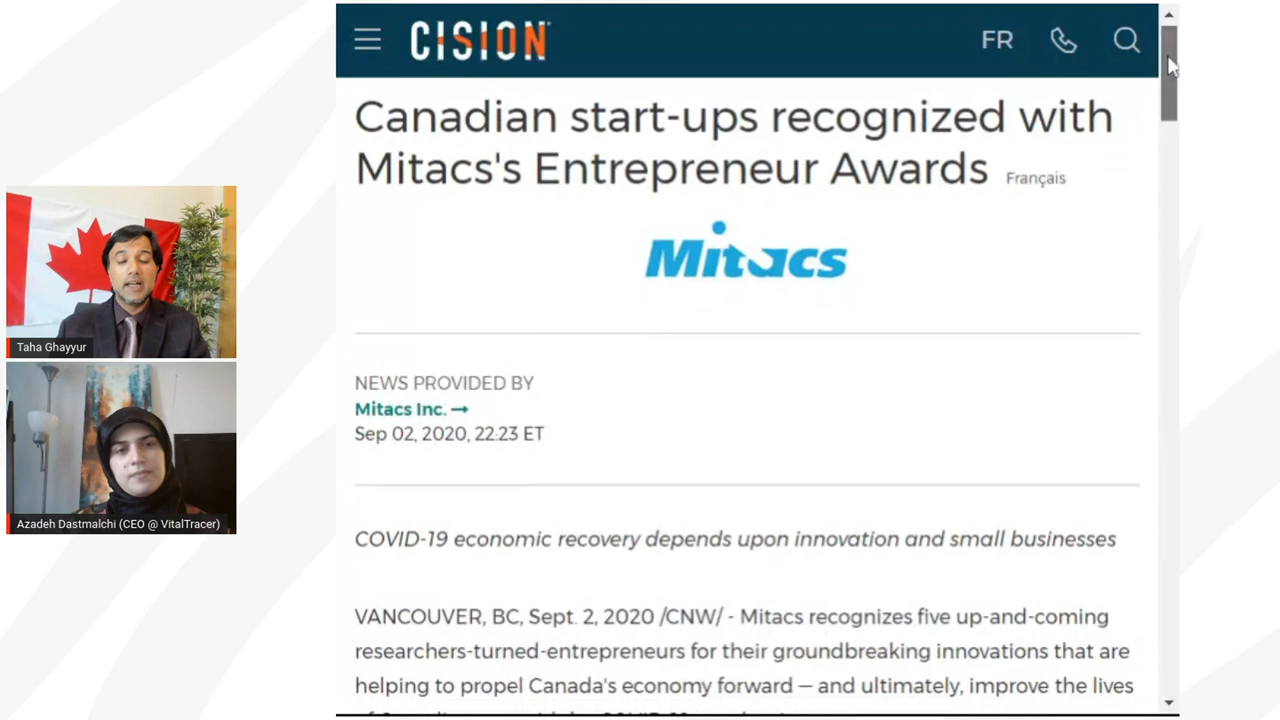 CISION
FR
Canadian start-ups recognized with
Mitacs's Entrepreneur Awards Français
Mitacs
NEWS PROVIDED BY
Mitacs Inc. →
Sep 02, 2020, 22:23 ET
COVID-19 economic recovery depends upon innovation and small businesses
VANCOUVER, BC, Sept. 2, 2020 /CNW/ - Mitacs recognizes five up-and-coming
researchers-turned-entrepreneurs for their groundbreaking innovations that are
helping to propel Canada's economy forward — and ultimately, improve the lives
Taha Ghayyur
Azadeh Dastmalchi (CEO @ VitalTracer)